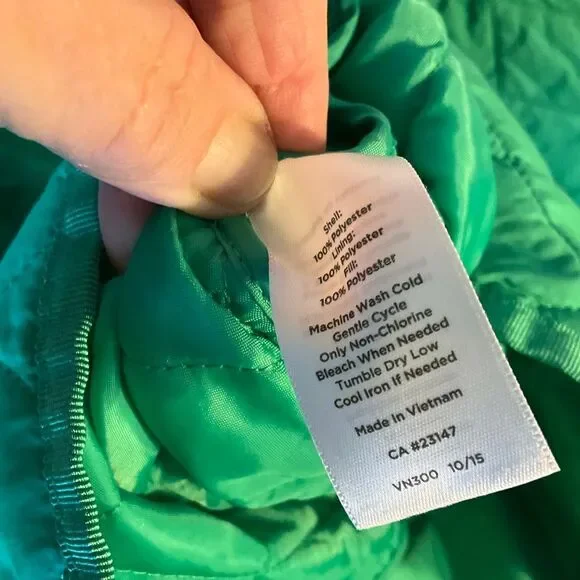 Shell:
100% Polyester
Lining:
100% Polyester
Fill:
100% Polyester
Machine Wash Cold
Gentle Cycle
Only Non-Chlorine
Bleach When Needed
Tumble Dry Low
Cool Iron If Needed
Made in Vietnam
CA #23147
VN300 10/15